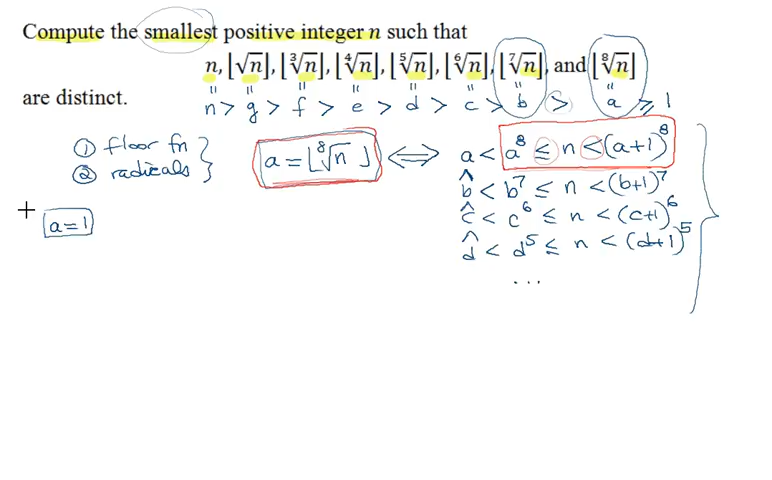 Compute the smallest positive integer n such that
n, ⌊√n⌋, ⌊∛n⌋, ⌊∜n⌋, ⌊⁵√n⌋, ⌊⁶√n⌋, ⌊⁷√n⌋, and ⌊⁸√n⌋
are distinct.
n > g > f > e > d > c > b > a ⩾ 1
① floor fn
② radicals
a = ⌊⁸√n⌋ ⟺ a < a⁸ ≤ n < (a+1)⁸
b < b⁷ ≤ n < (b+1)⁷
c < c⁶ ≤ n < (c+1)⁶
a=1
d < d⁵ ≤ n < (d+1)⁵
...